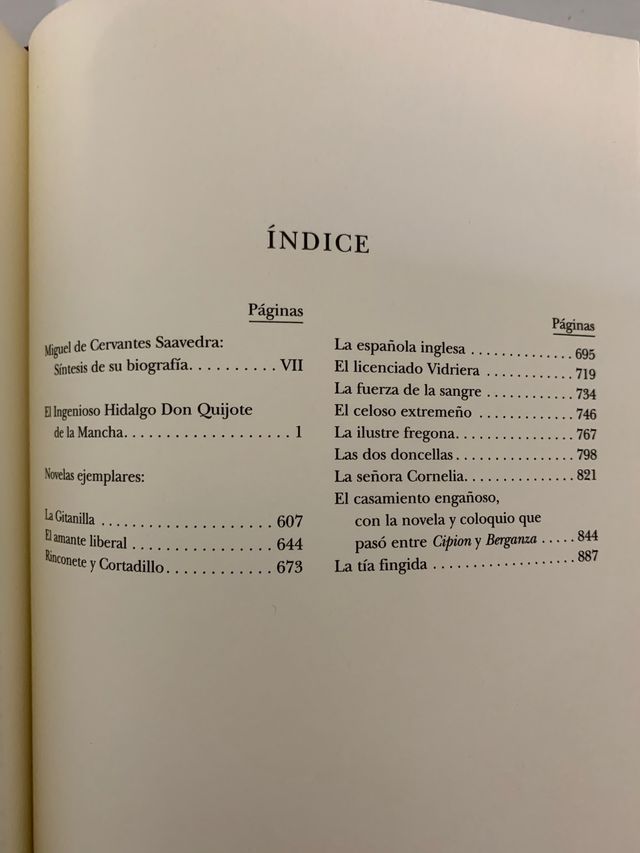 ÍNDICE
Páginas
Miguel de Cervantes Saavedra:
Síntesis de su biografía.......... VII
El Ingenioso Hidalgo Don Quijote
de la Mancha................... 1
Novelas ejemplares:
La Gitanilla .................... 607
El amante liberal ................ 644
Rinconete y Cortadillo............ 673
Páginas
La española inglesa .............. 695
El licenciado Vidriera ............ 719
La fuerza de la sangre ........... 734
El celoso extremeño ............ 746
La ilustre fregona............... 767
Las dos doncellas............... 798
La señora Cornelia.............. 821
El casamiento engañoso,
con la novela y coloquio que
pasó entre Cipion y Berganza ..... 844
La tía fingida .................. 887